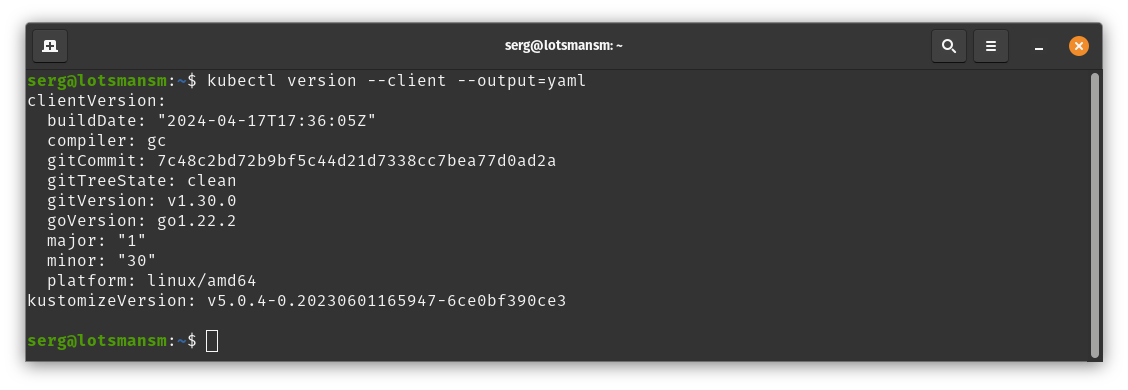 serg@lotsmansm: ~
serg@lotsmansm:~$ kubectl version --client --output=yaml
clientVersion:
  buildDate: "2024-04-17T17:36:05Z"
  compiler: gc
  gitCommit: 7c48c2bd72b9bf5c44d21d7338cc7bea77d0ad2a
  gitTreeState: clean
  gitVersion: v1.30.0
  goVersion: go1.22.2
  major: "1"
  minor: "30"
  platform: linux/amd64
kustomizeVersion: v5.0.4-0.20230601165947-6ce0bf390ce3
serg@lotsmansm:~$